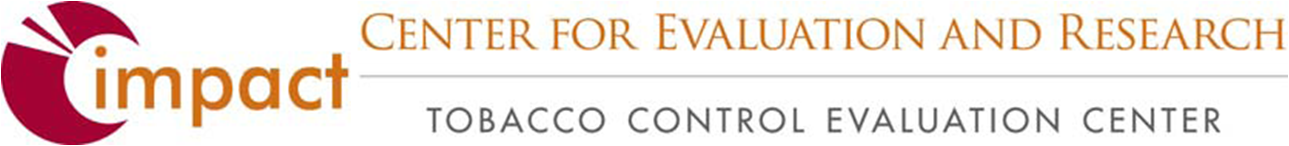 impact
CENTER FOR EVALUATION AND RESEARCH
TOBACCO CONTROL EVALUATION CENTER